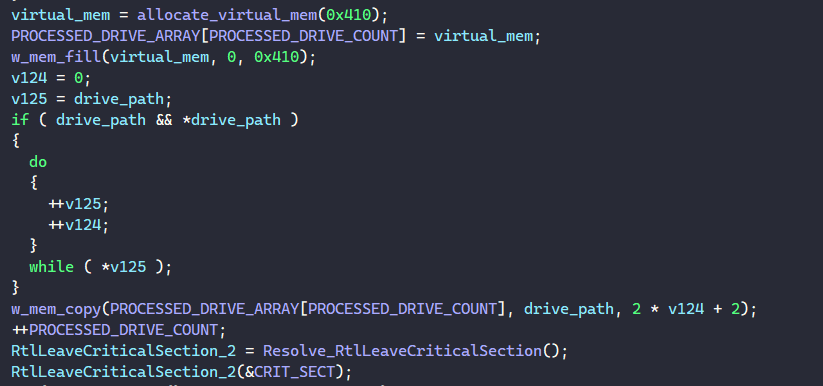 virtual_mem = allocate_virtual_mem(0x410);
PROCESSED_DRIVE_ARRAY[PROCESSED_DRIVE_COUNT] = virtual_mem;
w_mem_fill(virtual_mem, 0, 0x410);
v124 = 0;
v125 = drive_path;
if ( drive_path && *drive_path )
{
  do
  {
    ++v125;
    ++v124;
  }
  while ( *v125 );
}
w_mem_copy(PROCESSED_DRIVE_ARRAY[PROCESSED_DRIVE_COUNT], drive_path, 2 * v124 + 2);
++PROCESSED_DRIVE_COUNT;
RtlLeaveCriticalSection_2 = Resolve_RtlLeaveCriticalSection();
RtlLeaveCriticalSection_2(&CRIT_SECT);